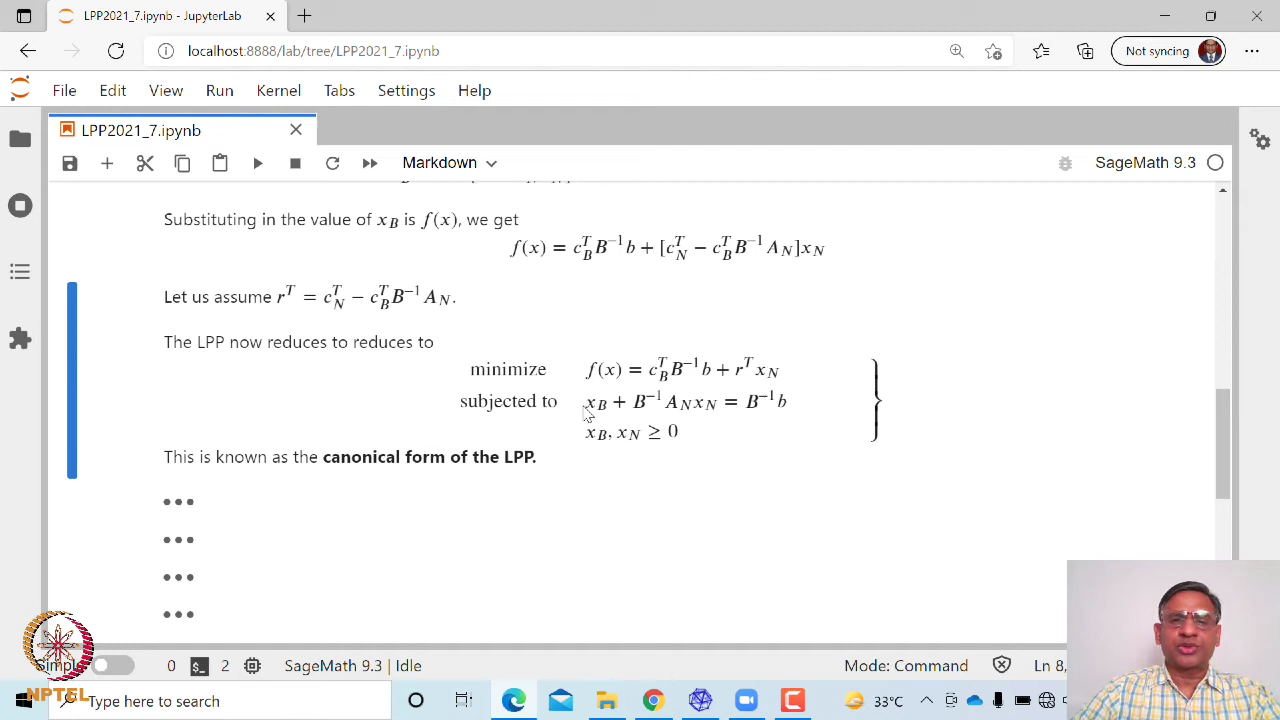 LPP2021_7.ipynb - JupyterLab
localhost:8888/lab/tree/LPP2021_7.ipynb
Not syncing
File Edit View Run Kernel Tabs Settings Help
LPP2021_7.ipynb
Markdown
SageMath 9.3
Substituting in the value of x_B is f(x), we get
f(x) = c_B^T B^{-1} b + [c_N^T − c_B^T B^{-1} A_N] x_N
Let us assume r^T = c_N^T − c_B^T B^{-1} A_N.
The LPP now reduces to reduces to
minimize f(x) = c_B^T B^{-1} b + r^T x_N
subjected to x_B + B^{-1} A_N x_N = B^{-1} b
x_B, x_N ≥ 0
This is known as the canonical form of the LPP.
Simple 0 2 SageMath 9.3 | Idle Mode: Command Ln 8,
NPTEL
Type here to search
33°C